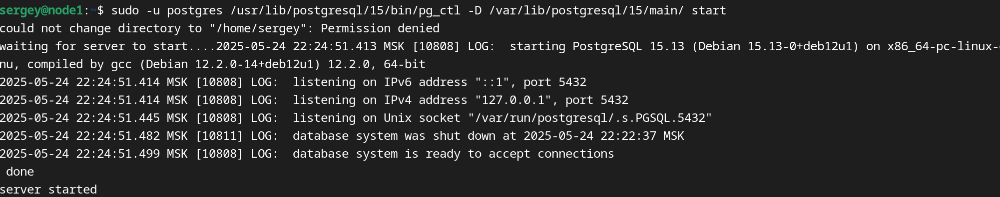 sergey@node1:~$ sudo -u postgres /usr/lib/postgresql/15/bin/pg_ctl -D /var/lib/postgresql/15/main/ start
could not change directory to "/home/sergey": Permission denied
waiting for server to start....2025-05-24 22:24:51.413 MSK [10808] LOG:  starting PostgreSQL 15.13 (Debian 15.13-0+deb12u1) on x86_64-pc-linux-g
nu, compiled by gcc (Debian 12.2.0-14+deb12u1) 12.2.0, 64-bit
2025-05-24 22:24:51.414 MSK [10808] LOG:  listening on IPv6 address "::1", port 5432
2025-05-24 22:24:51.414 MSK [10808] LOG:  listening on IPv4 address "127.0.0.1", port 5432
2025-05-24 22:24:51.445 MSK [10808] LOG:  listening on Unix socket "/var/run/postgresql/.s.PGSQL.5432"
2025-05-24 22:24:51.482 MSK [10811] LOG:  database system was shut down at 2025-05-24 22:22:37 MSK
2025-05-24 22:24:51.499 MSK [10808] LOG:  database system is ready to accept connections
 done
server started